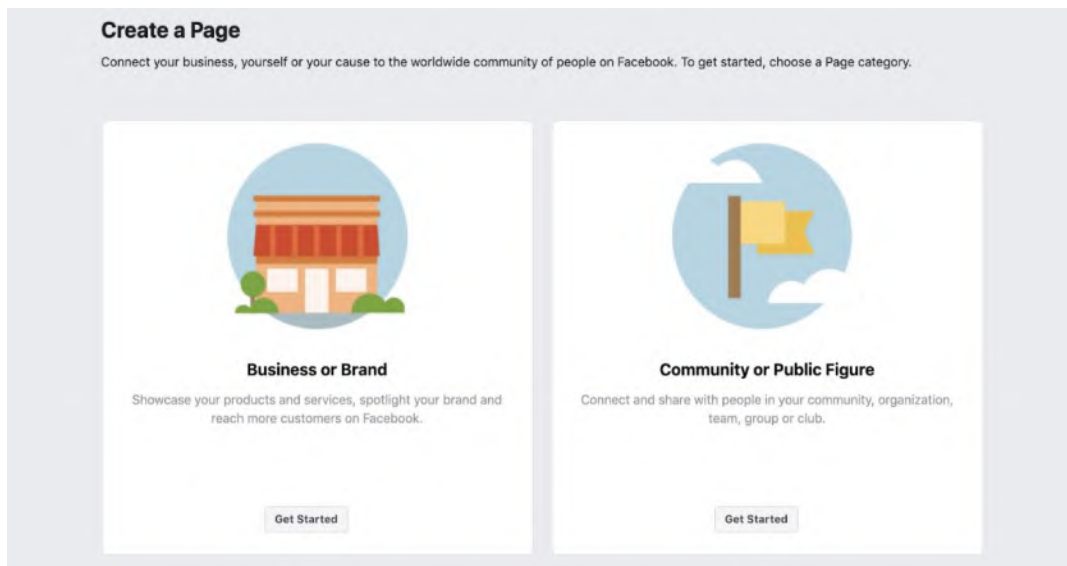 Create a Page
Connect your business, yourself or your cause to the worldwide community of people on Facebook. To get started, choose a Page category.
Business or Brand
Showcase your products and services, spotlight your brand and
reach more customers on Facebook.
Get Started
Community or Public Figure
Connect and share with people in your community, organization,
team, group or club.
Get Started